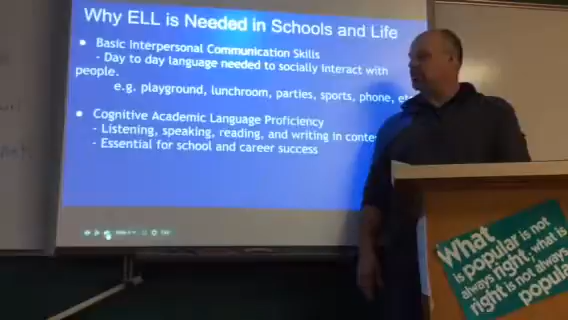 Why ELL is Needed in Schools and Life
● Basic Interpersonal Communication Skills
- Day to day language needed to socially interact with
people.
e.g. playground, lunchroom, parties, sports, phone,
● Cognitive Academic Language Proficiency
- Listening, speaking, reading, and writing in
- Essential for school and career success
What
is popular is not
always right; what is
right is not always
popular